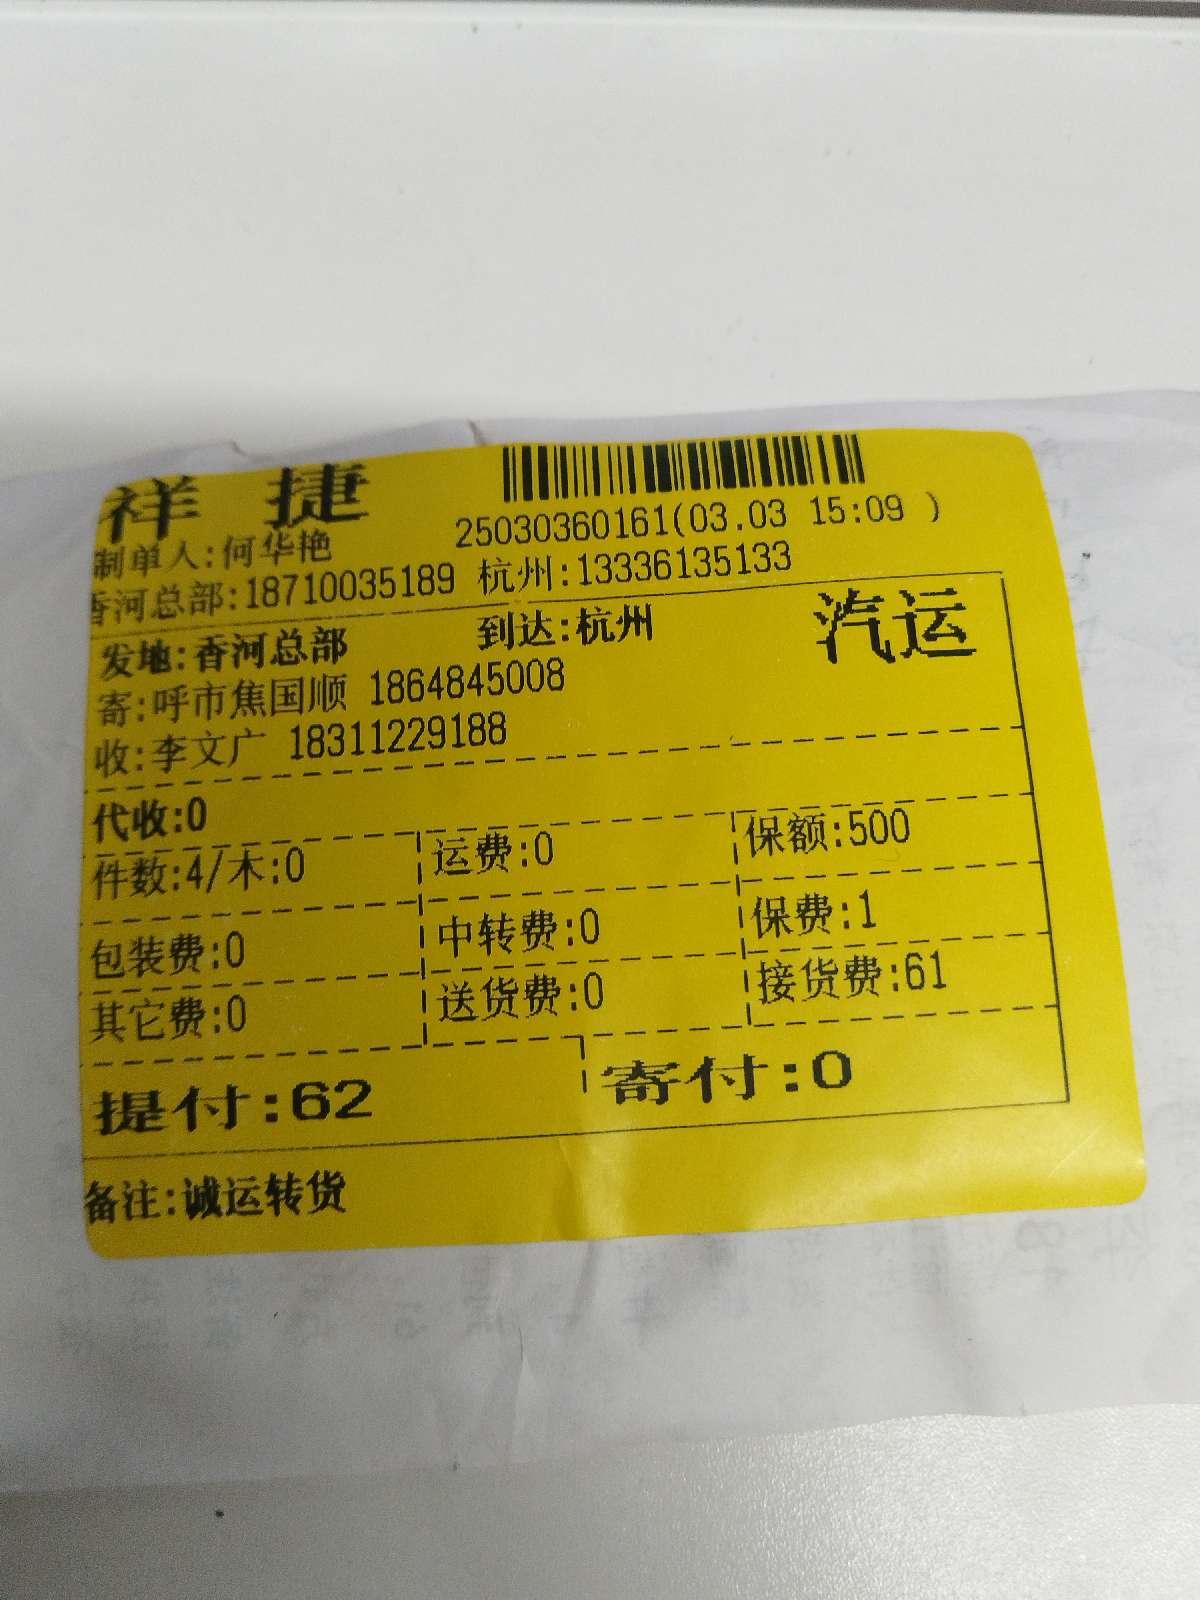 祥 捷
25030360161(03.03 15:09 )
制单人:何华艳
香河总部:18710035189 杭州:13336135133
发地:香河总部 到达:杭州 汽运
寄:呼市焦国顺 1864845008
收:李文广 18311229188
代收:0
件数:4/木:0 运费:0 保额:500
包装费:0 中转费:0 保费:1
其它费:0 送货费:0 接货费:61
提付:62 寄付:0
备注:诚运转货